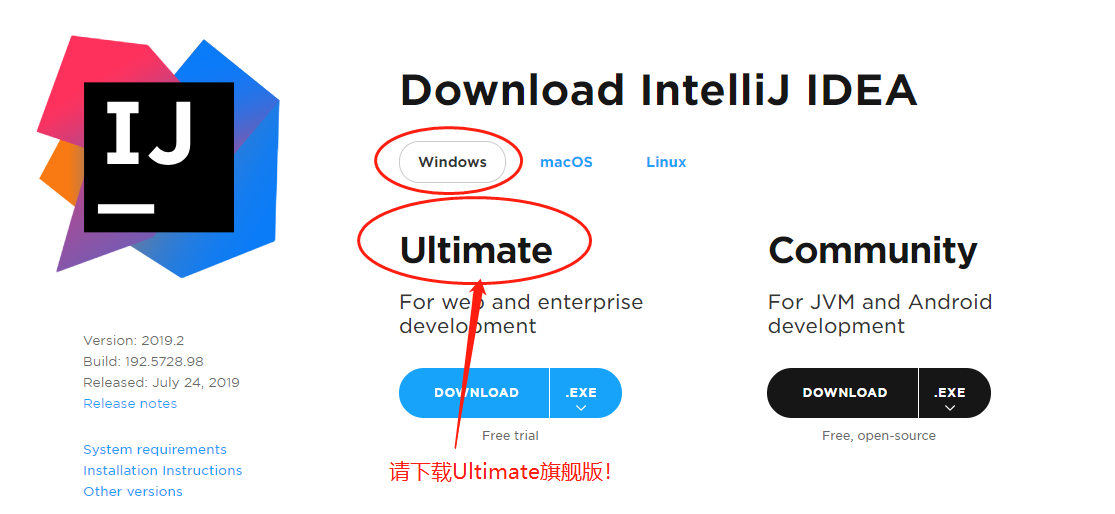 IJ
Download IntelliJ IDEA
Windows
macOS
Linux
Ultimate
For web and enterprise
development
DOWNLOAD
.EXE
Free trial
Community
For JVM and Android
development
DOWNLOAD
.EXE
Free, open-source
Version: 2019.2
Build: 192.5728.98
Released: July 24, 2019
Release notes
System requirements
Installation Instructions
Other versions
请下载Ultimate旗舰版!